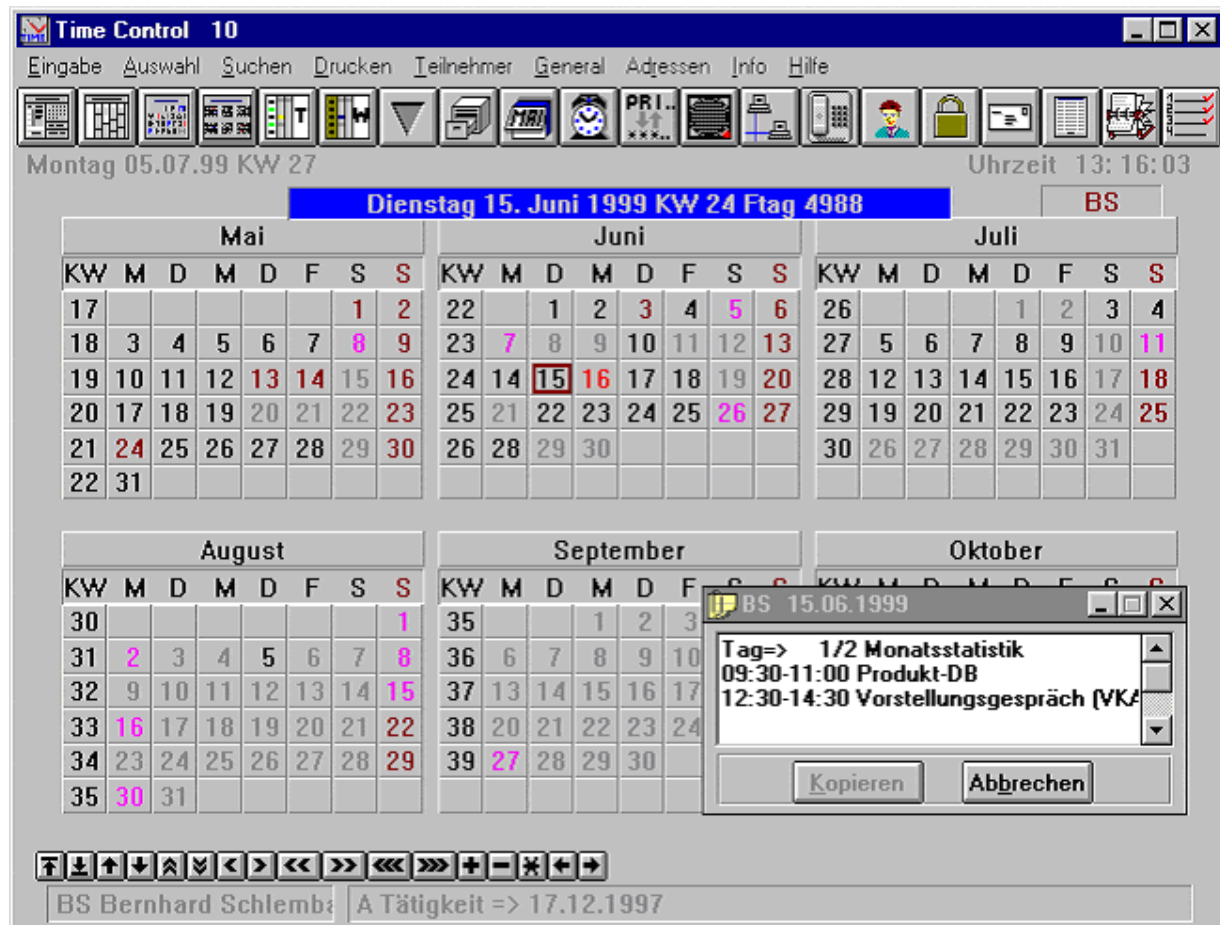 Time Control 10
Eingabe Auswahl Suchen Drucken Teilnehmer General Adressen Info Hilfe
T W MAI PRI..
Montag 05.07.99 KW 27 Uhrzeit 13:16:03
Dienstag 15. Juni 1999 KW 24 Ftag 4988 BS
Mai Juni Juli
KW M D M D F S S KW M D M D F S S KW M D M D F S S
17 1 2 22 1 2 3 4 5 6 26 1 2 3 4
18 3 4 5 6 7 8 9 23 7 8 9 10 11 12 13 27 5 6 7 8 9 10 11
19 10 11 12 13 14 15 16 24 14 15 16 17 18 19 20 28 12 13 14 15 16 17 18
20 17 18 19 20 21 22 23 25 21 22 23 24 25 26 27 29 19 20 21 22 23 24 25
21 24 25 26 27 28 29 30 26 28 29 30 30 26 27 28 29 30 31
22 31
August September Oktober
KW M D M D F S S KW M D M D F
30 1 35 1 2 3
31 2 3 4 5 6 7 8 36 6 7 8 9 10
32 9 10 11 12 13 14 15 37 13 14 15 16 17
33 16 17 18 19 20 21 22 38 20 21 22 23 24
34 23 24 25 26 27 28 29 39 27 28 29 30
35 30 31
BS 15.06.1999
Tag=> 1/2 Monatsstatistik
09:30-11:00 Produkt-DB
12:30-14:30 Vorstellungsgespräch (VKA
Kopieren Abbrechen
BS Bernhard Schlemba A Tätigkeit => 17.12.1997